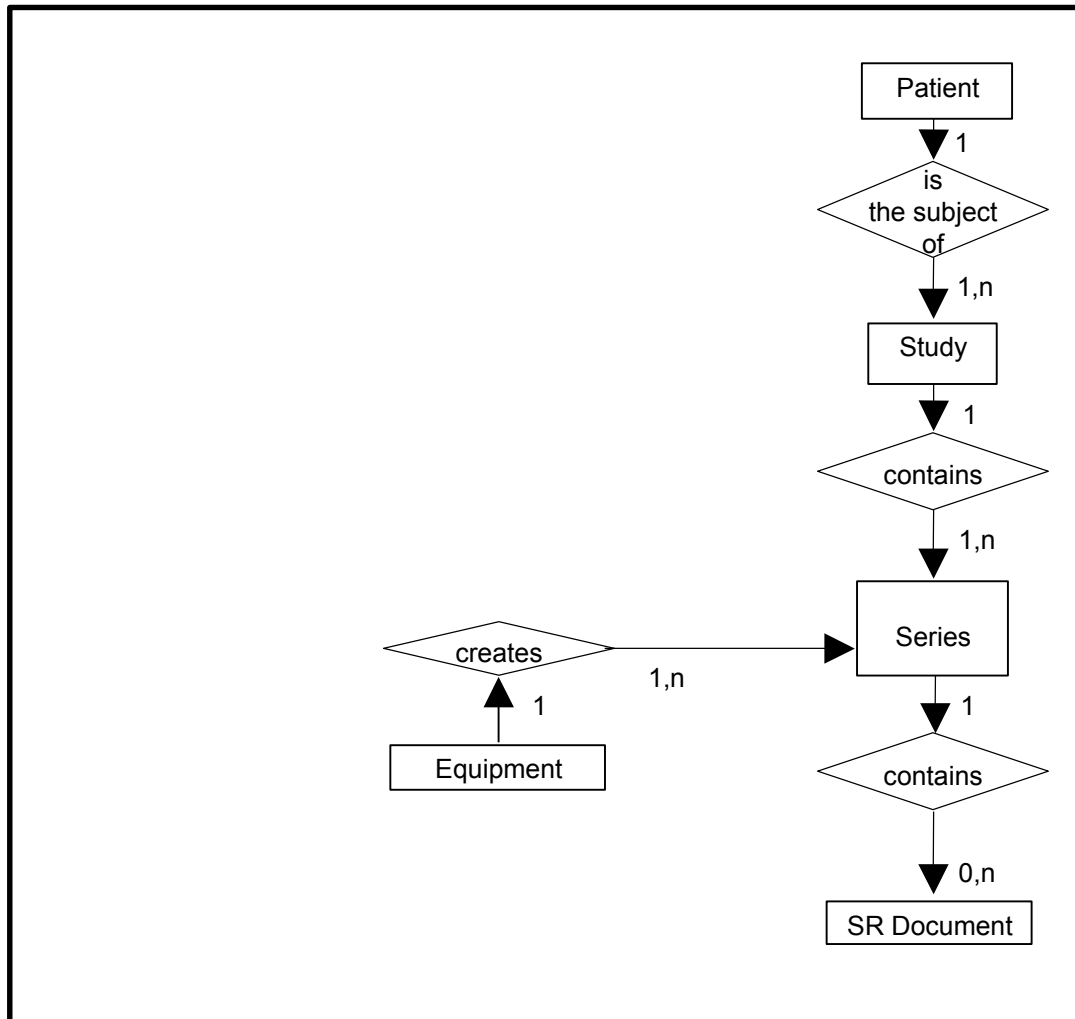 Patient
1
is
the subject
of
1,n
Study
1
contains
1,n
Series
creates
1,n
1
1
Equipment
contains
0,n
SR Document